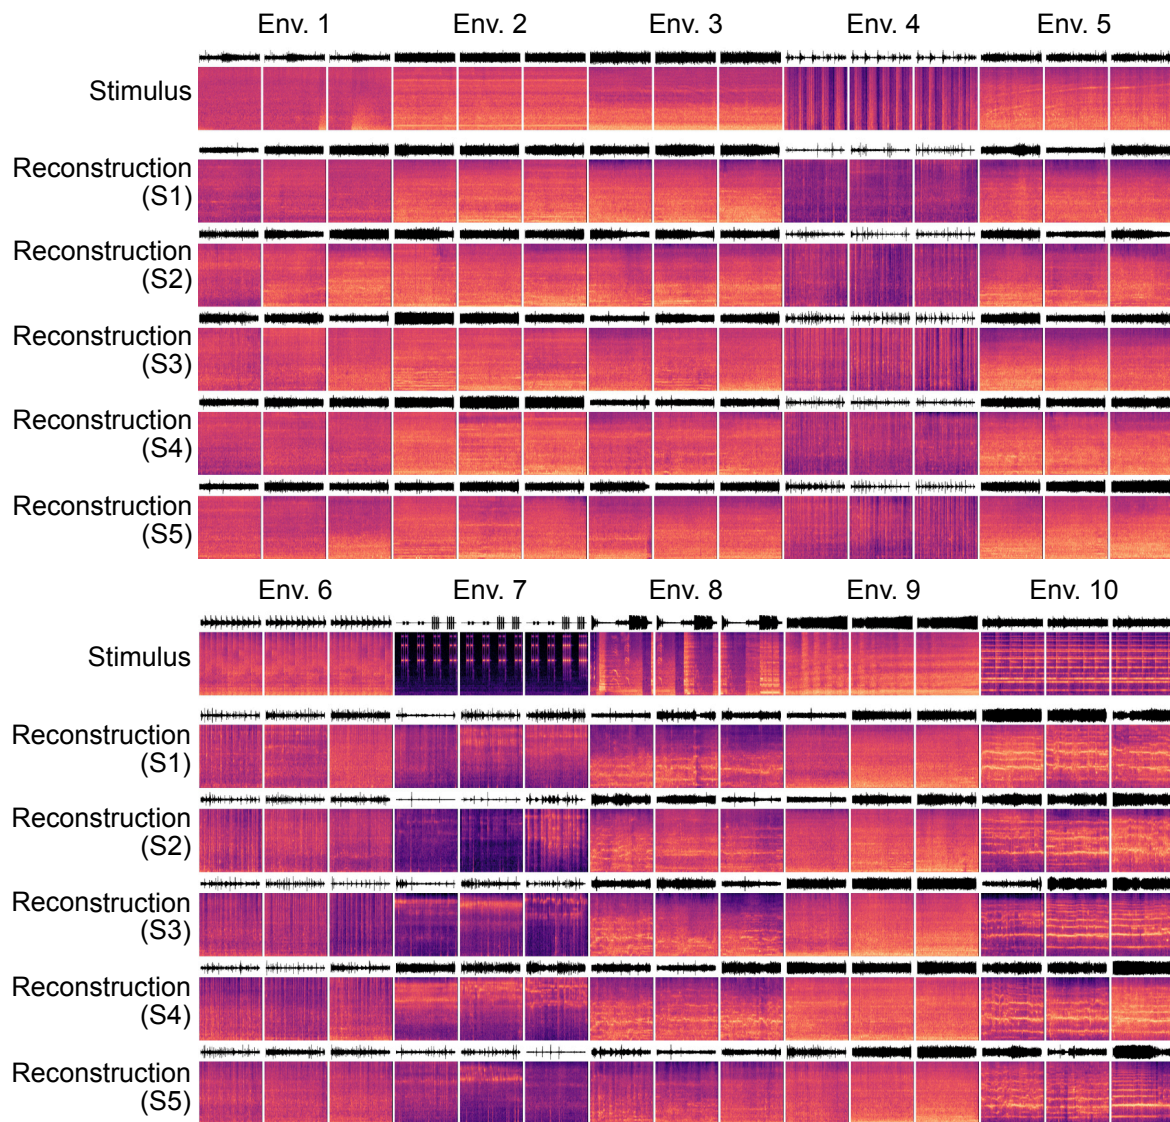 Env. 1 Env. 2 Env. 3 Env. 4 Env. 5
Stimulus
Reconstruction
(S1)
Reconstruction
(S2)
Reconstruction
(S3)
Reconstruction
(S4)
Reconstruction
(S5)
Env. 6 Env. 7 Env. 8 Env. 9 Env. 10
Stimulus
Reconstruction
(S1)
Reconstruction
(S2)
Reconstruction
(S3)
Reconstruction
(S4)
Reconstruction
(S5)